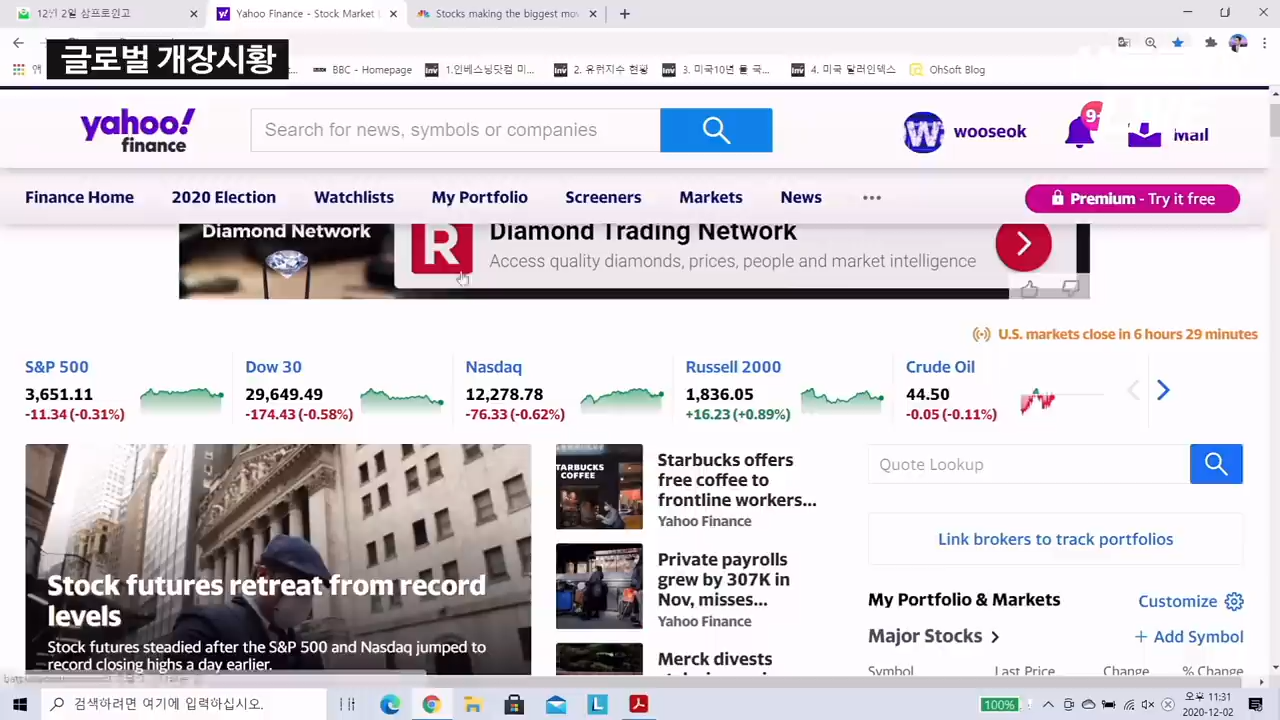 12월 2일 삼프로인고
Yahoo Finance - Stock Market L
Stocks making the biggest mov
글로벌 개장시황
BBC - Homepage
1.인베스닝닷컴 미...
2. 유럽지수 현황
3. 미국10년 물 국...
4. 미국 달러인덱스
OhSoft Blog
yahoo!
finance
Search for news, symbols or companies
wooseok
Mail
Finance Home
2020 Election
Watchlists
My Portfolio
Screeners
Markets
News
Premium - Try it free
Diamond Network
R
Diamond Trading Network
Access quality diamonds, prices, people and market intelligence
U.S. markets close in 6 hours 29 minutes
S&P 500
3,651.11
-11.34 (-0.31%)
Dow 30
29,649.49
-174.43 (-0.58%)
Nasdaq
12,278.78
-76.33 (-0.62%)
Russell 2000
1,836.05
+16.23 (+0.89%)
Crude Oil
44.50
-0.05 (-0.11%)
Stock futures retreat from record
levels
Stock futures steadied after the S&P 500 and Nasdaq jumped to
record closing highs a day earlier.
STARBUCKS
COFFEE
Starbucks offers
free coffee to
frontline workers...
Yahoo Finance
Private payrolls
grew by 307K in
Nov, misses...
Yahoo Finance
Merck divests
Quote Lookup
Link brokers to track portfolios
My Portfolio & Markets
Customize
Major Stocks
+ Add Symbol
Symbol
Last Price
Change
% Change
검색하려면 여기에 입력하십시오.
100%
오후 11:31
2020-12-02